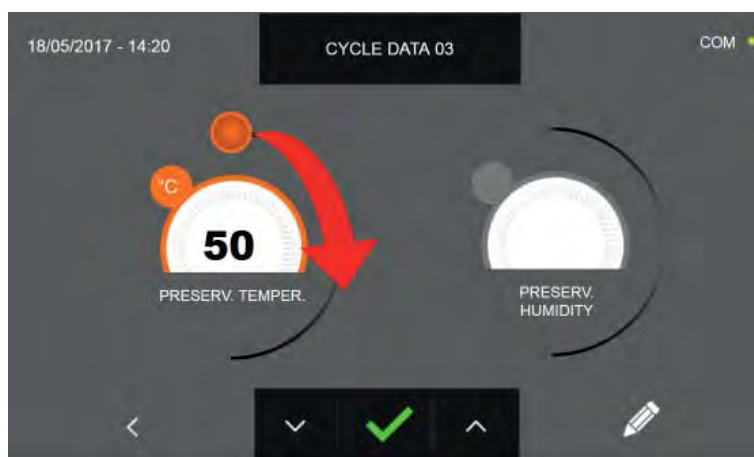 18/05/2017 - 14:20
CYCLE DATA 03
COM
°C
50
PRESERV. TEMPER.
PRESERV.
HUMIDITY